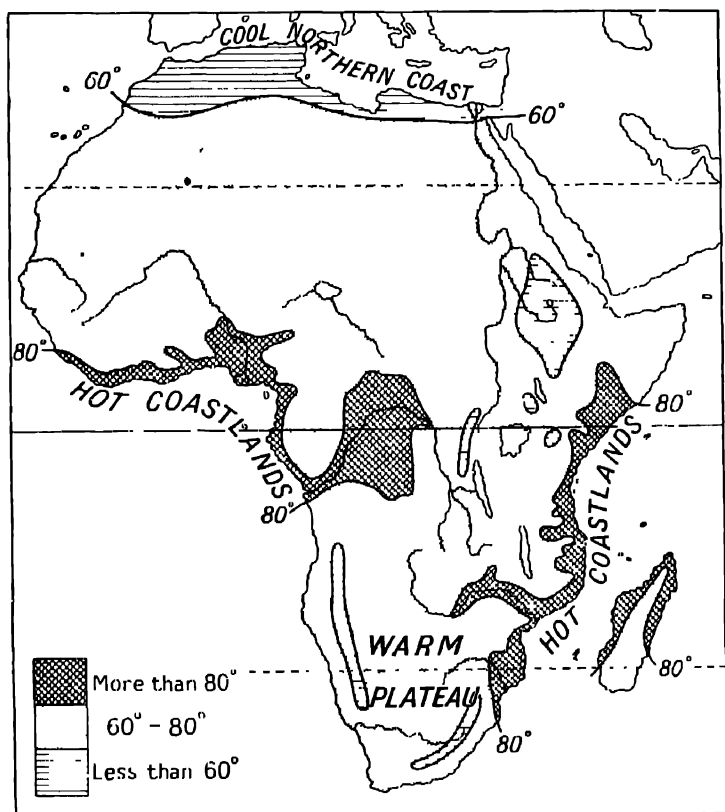 COOL NORTHERN COAST
60°
60°
80°
HOT COASTLANDS
80°
80°
HOT COASTLANDS
WARM
PLATEAU
80°
80°
More than 80°
60° - 80°
Less than 60°